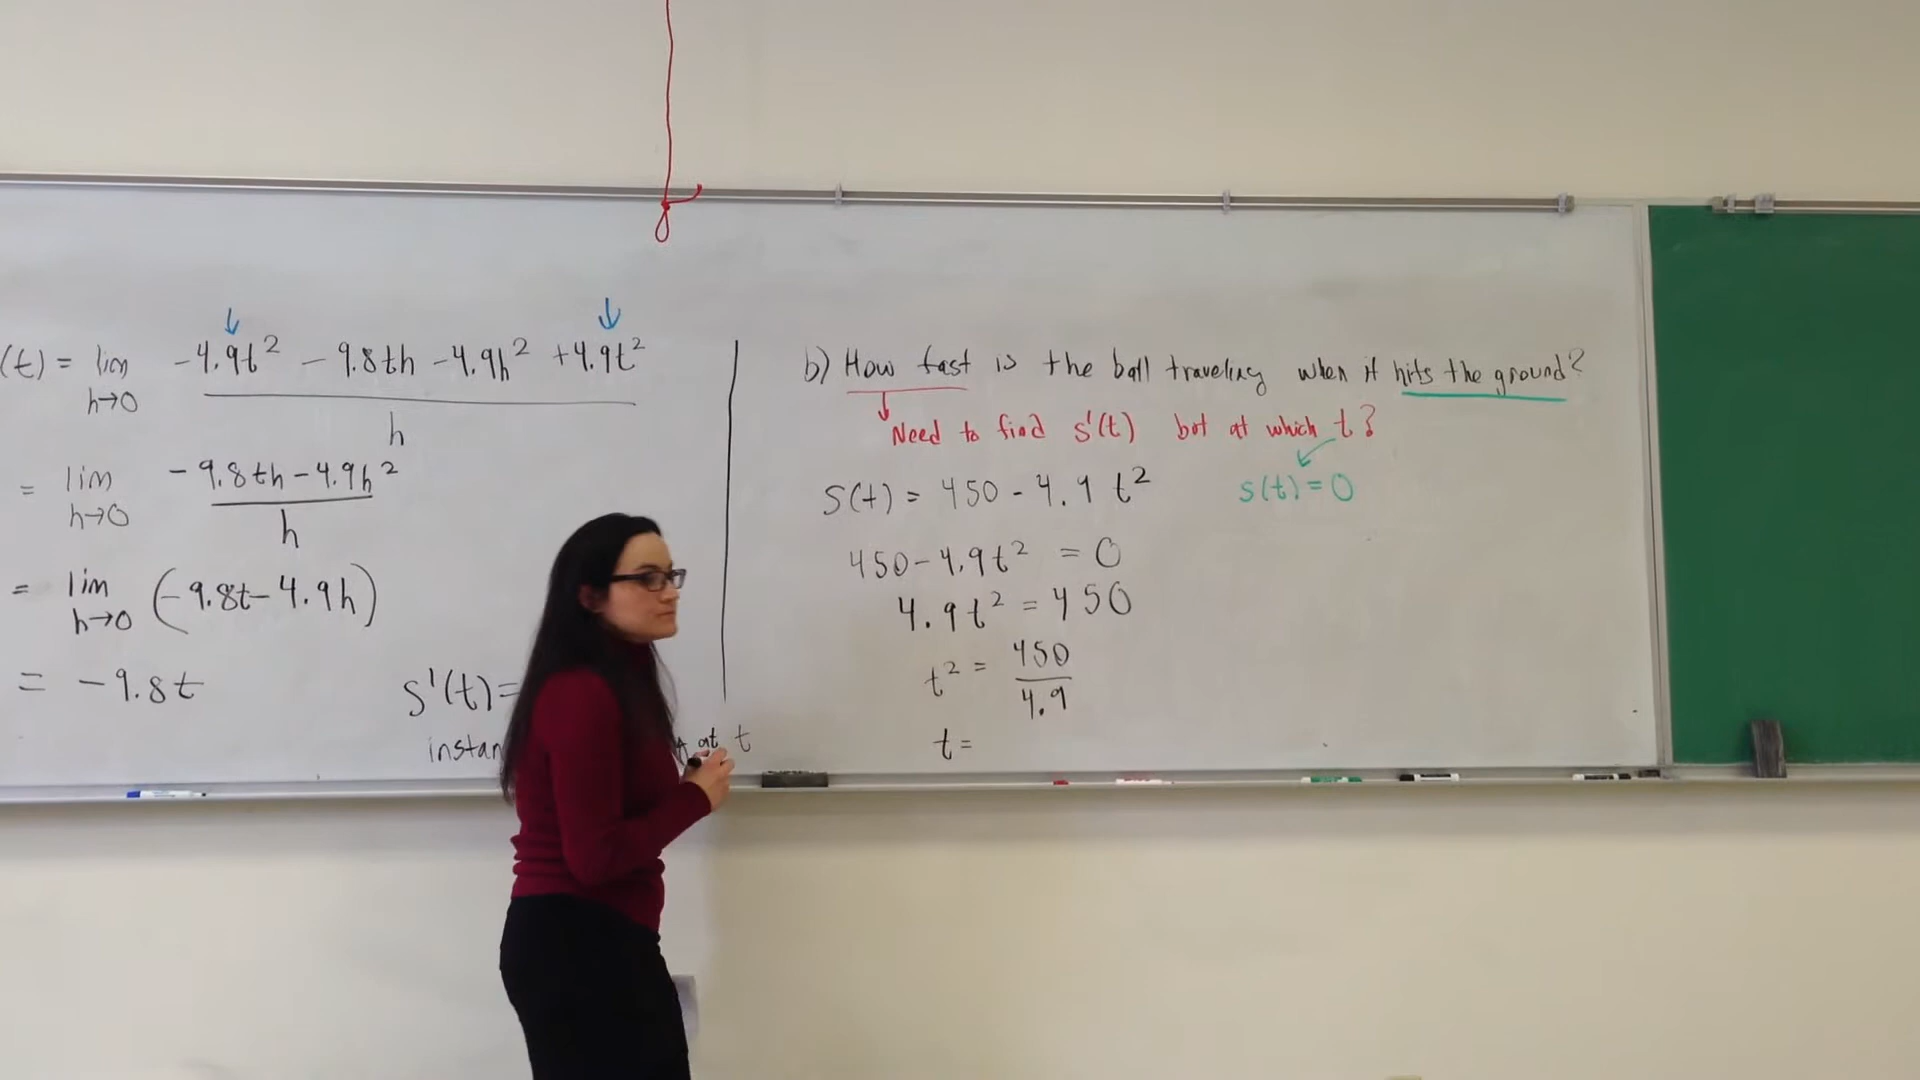 (t) = lim h→0 (-4.9t² - 9.8th - 4.9h² + 4.9t²) / h
= lim h→0 (-9.8th - 4.9h²) / h
= lim h→0 (-9.8t - 4.9h)
= -9.8t
s'(t) =
at t
b) How fast is the ball traveling when it hits the ground?
Need to find s'(t) but at which t?
S(t) = 450 - 4.9 t²
s(t) = 0
450 - 4.9t² = 0
4.9t² = 450
t² = 450 / 4.9
t =